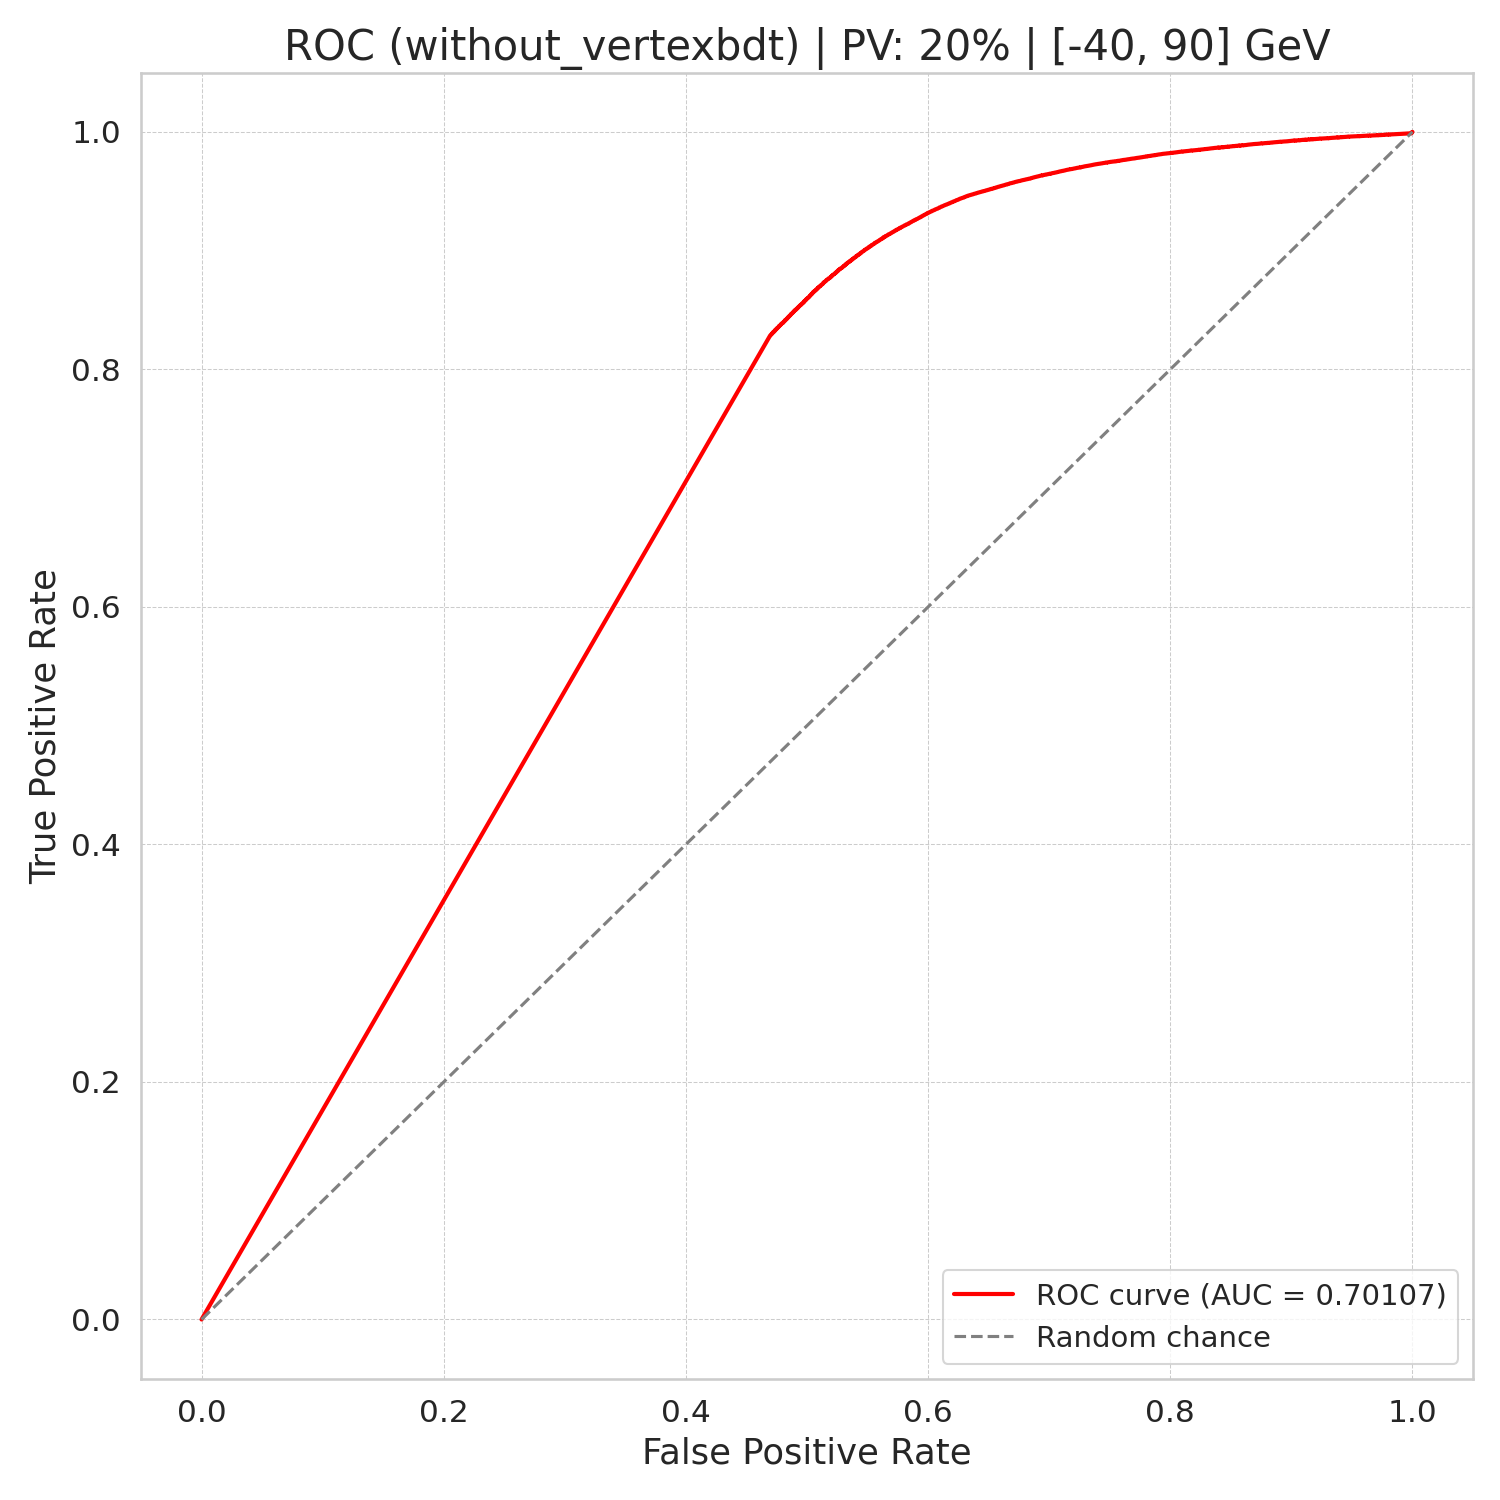 ROC (without_vertexbdt) | PV: 20% | [-40, 90] GeV
True Positive Rate
1.0
0.8
0.6
0.4
0.2
0.0
ROC curve (AUC = 0.70107)
Random chance
0.0 0.2 0.4 0.6 0.8 1.0
False Positive Rate